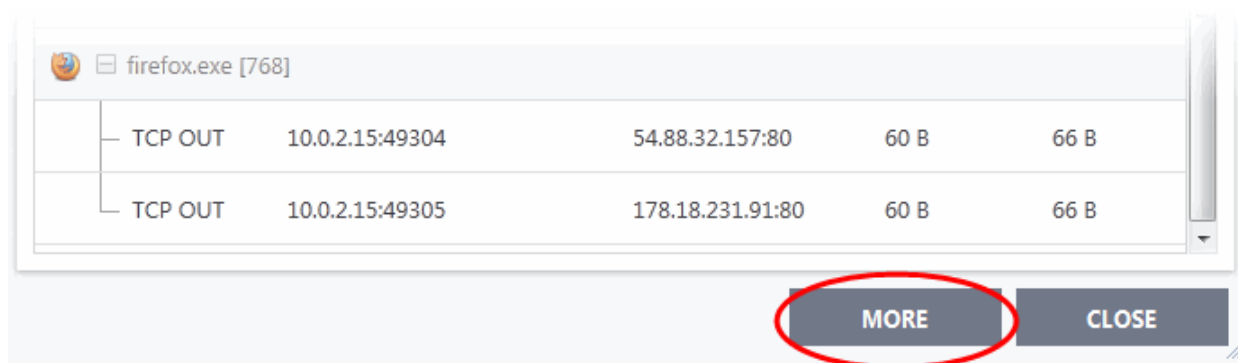 firefox.exe [768]
TCP OUT 10.0.2.15:49304 54.88.32.157:80 60 B 66 B
TCP OUT 10.0.2.15:49305 178.18.231.91:80 60 B 66 B
MORE CLOSE